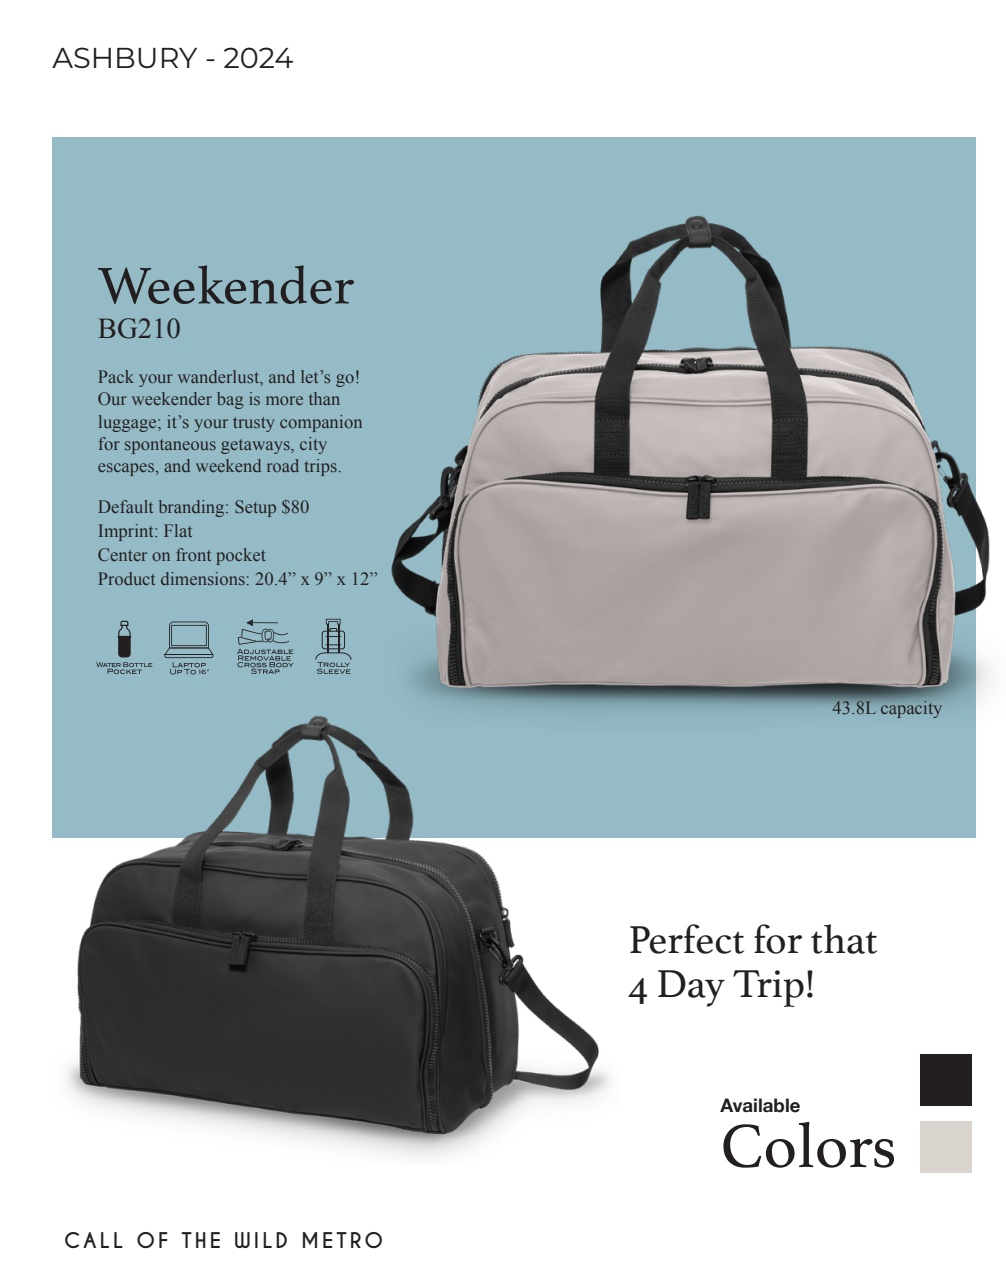 ASHBURY - 2024
Weekender
BG210
Pack your wanderlust, and let’s go!
Our weekender bag is more than
luggage; it’s your trusty companion
for spontaneous getaways, city
escapes, and weekend road trips.
Default branding: Setup $80
Imprint: Flat
Center on front pocket
Product dimensions: 20.4” x 9” x 12”
WATER BOTTLE
POCKET
LAPTOP
UP TO 16"
ADJUSTABLE
REMOVABLE
CROSS BODY
STRAP
TROLLY
SLEEVE
43.8L capacity
Perfect for that
4 Day Trip!
Available
Colors
CALL OF THE WILD METRO